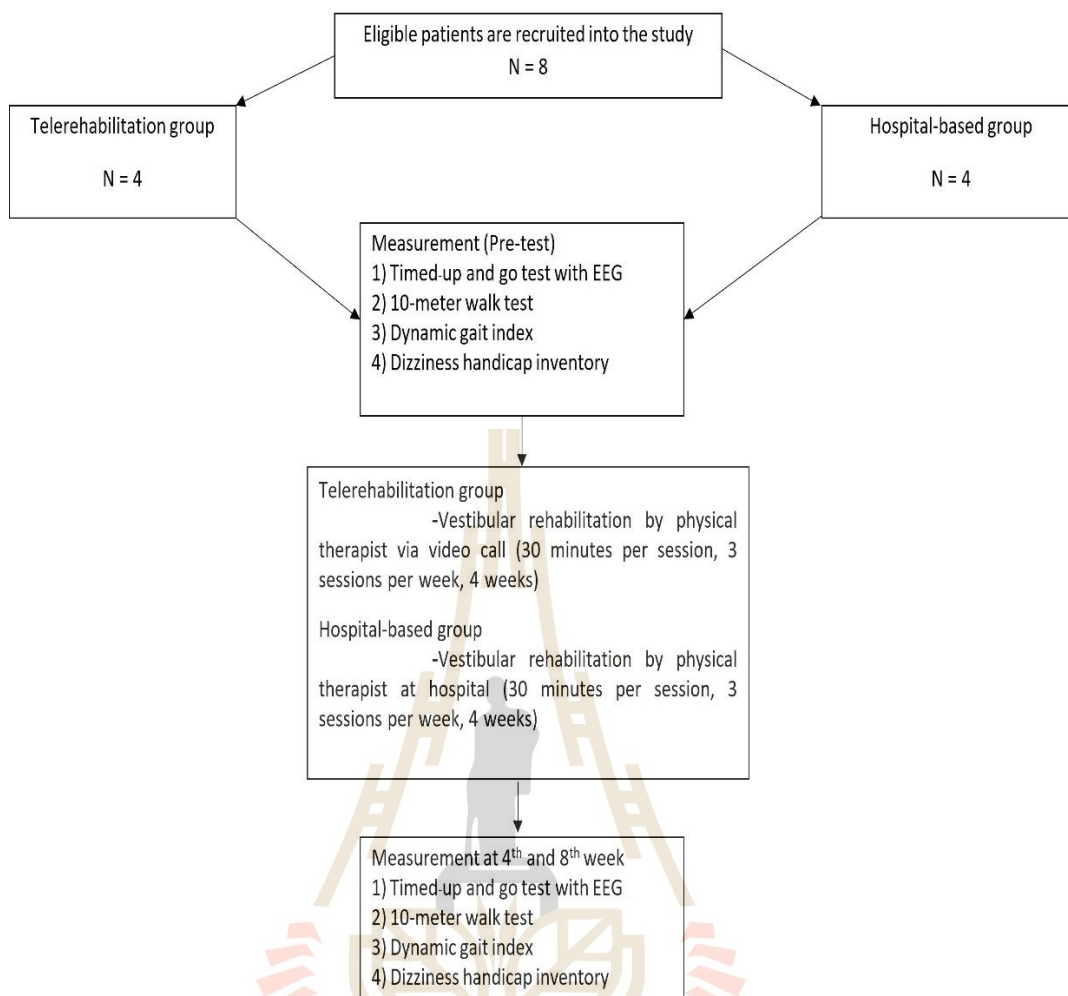 Eligible patients are recruited into the study
N = 8
Telerehabilitation group
N = 4
Hospital-based group
N = 4
Measurement (Pre-test)
1) Timed-up and go test with EEG
2) 10-meter walk test
3) Dynamic gait index
4) Dizziness handicap inventory
Telerehabilitation group
-Vestibular rehabilitation by physical
therapist via video call (30 minutes per session, 3
sessions per week, 4 weeks)
Hospital-based group
-Vestibular rehabilitation by physical
therapist at hospital (30 minutes per session, 3
sessions per week, 4 weeks)
Measurement at 4th and 8th week
1) Timed-up and go test with EEG
2) 10-meter walk test
3) Dynamic gait index
4) Dizziness handicap inventory